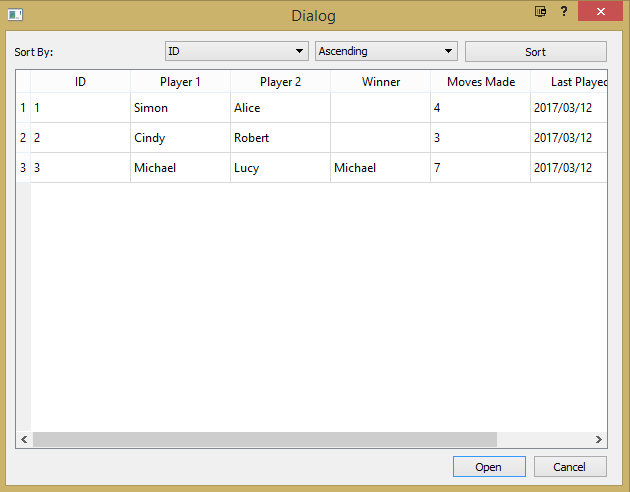 Dialog ?
Sort By: ID Ascending Sort
ID Player 1 Player 2 Winner Moves Made Last Played
1 1 Simon Alice 4 2017/03/12
2 2 Cindy Robert 3 2017/03/12
3 3 Michael Lucy Michael 7 2017/03/12
Open Cancel